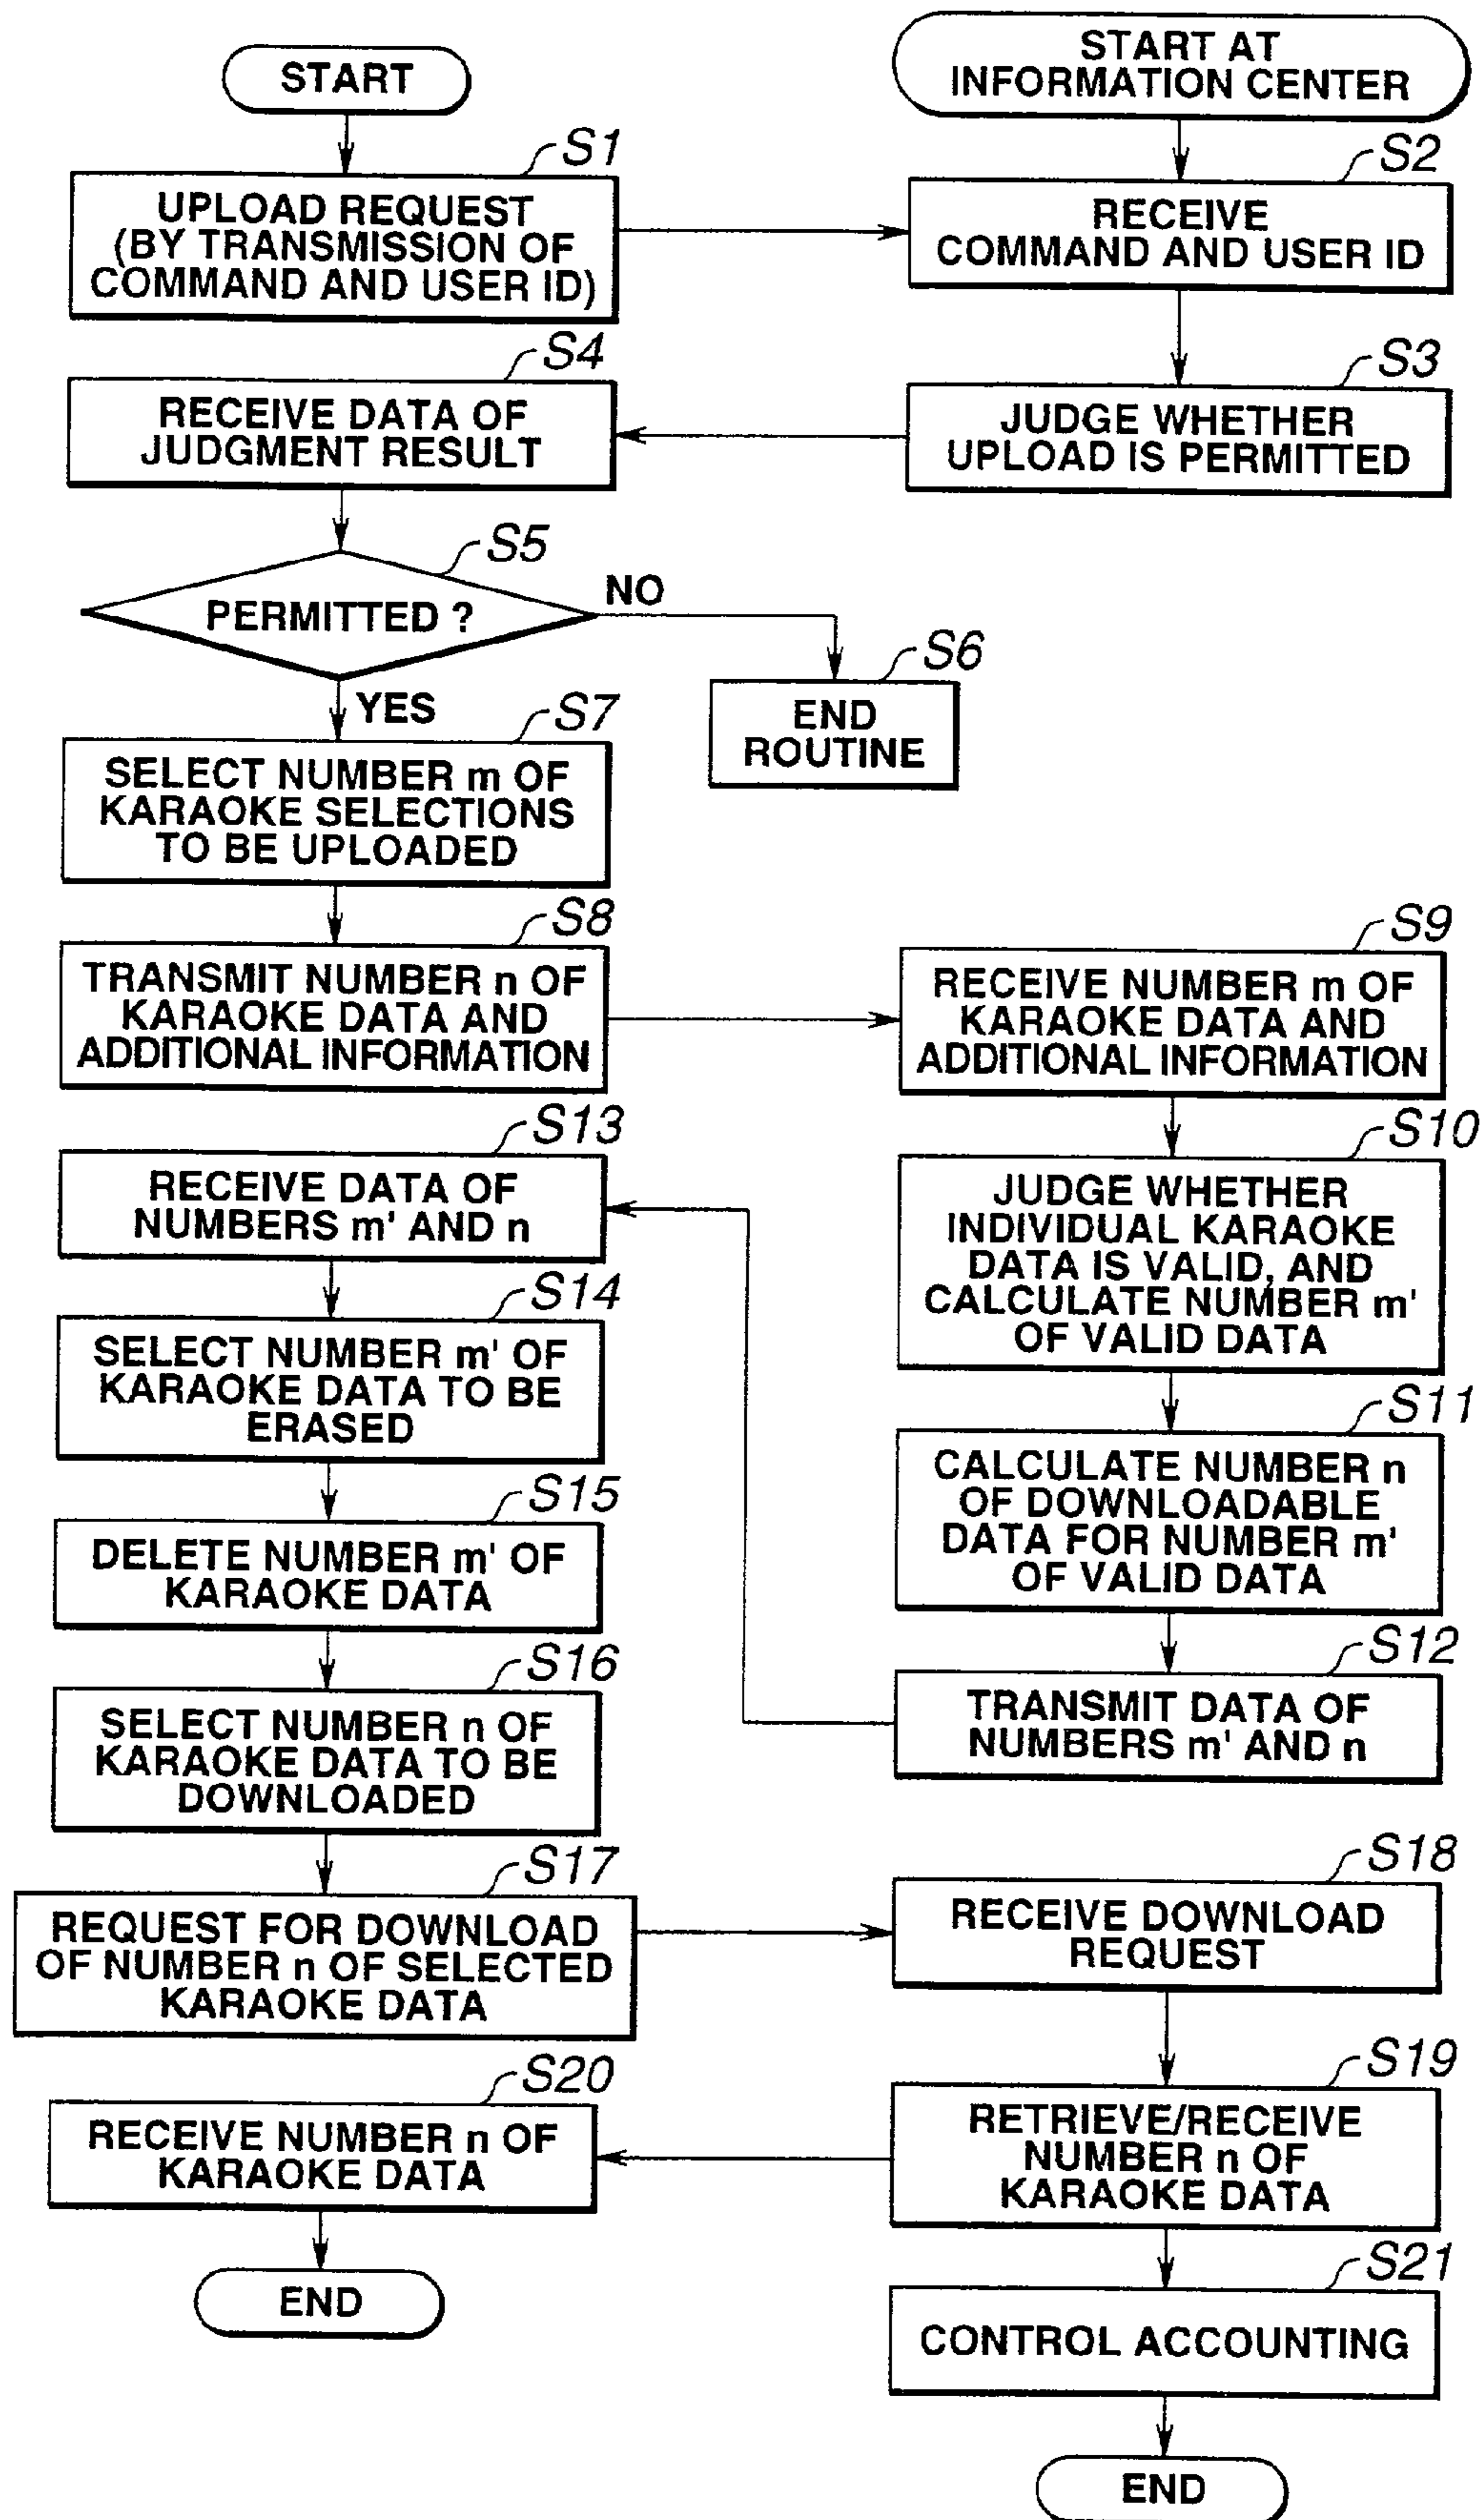 START
START AT
INFORMATION CENTER
S1
UPLOAD REQUEST
(BY TRANSMISSION OF
COMMAND AND USER ID)
S2
RECEIVE
COMMAND AND USER ID
S4
RECEIVE DATA OF
JUDGMENT RESULT
S3
JUDGE WHETHER
UPLOAD IS PERMITTED
S5
PERMITTED ?
NO
S6
END
ROUTINE
YES
S7
SELECT NUMBER m OF
KARAOKE SELECTIONS
TO BE UPLOADED
S8
TRANSMIT NUMBER n OF
KARAOKE DATA AND
ADDITIONAL INFORMATION
S9
RECEIVE NUMBER m OF
KARAOKE DATA AND
ADDITIONAL INFORMATION
S13
RECEIVE DATA OF
NUMBERS m' AND n
S10
JUDGE WHETHER
INDIVIDUAL KARAOKE
DATA IS VALID, AND
CALCULATE NUMBER m'
OF VALID DATA
S14
SELECT NUMBER m' OF
KARAOKE DATA TO BE
ERASED
S11
CALCULATE NUMBER n
OF DOWNLOADABLE
DATA FOR NUMBER m'
OF VALID DATA
S15
DELETE NUMBER m' OF
KARAOKE DATA
S12
TRANSMIT DATA OF
NUMBERS m' AND n
S16
SELECT NUMBER n OF
KARAOKE DATA TO BE
DOWNLOADED
S17
REQUEST FOR DOWNLOAD
OF NUMBER n OF SELECTED
KARAOKE DATA
S18
RECEIVE DOWNLOAD
REQUEST
S20
RECEIVE NUMBER n OF
KARAOKE DATA
S19
RETRIEVE/RECEIVE
NUMBER n OF
KARAOKE DATA
END
S21
CONTROL ACCOUNTING
END